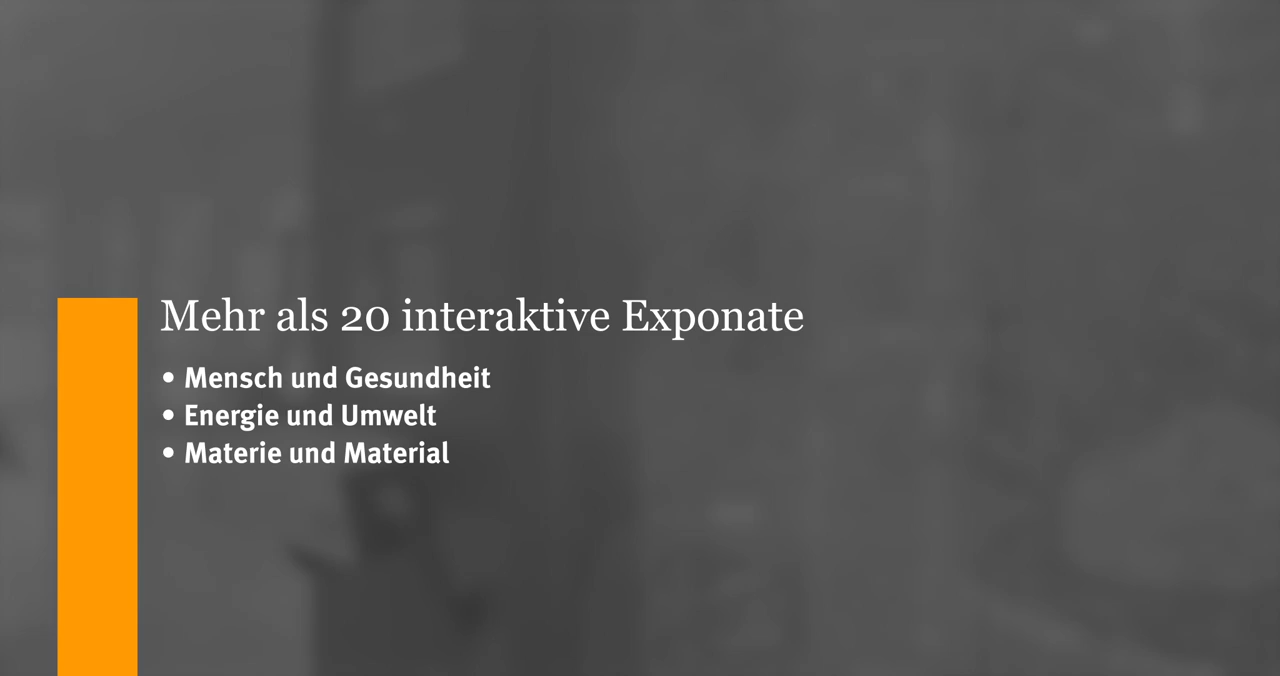 Mehr als 20 interaktive Exponate
• Mensch und Gesundheit
• Energie und Umwelt
• Materie und Material